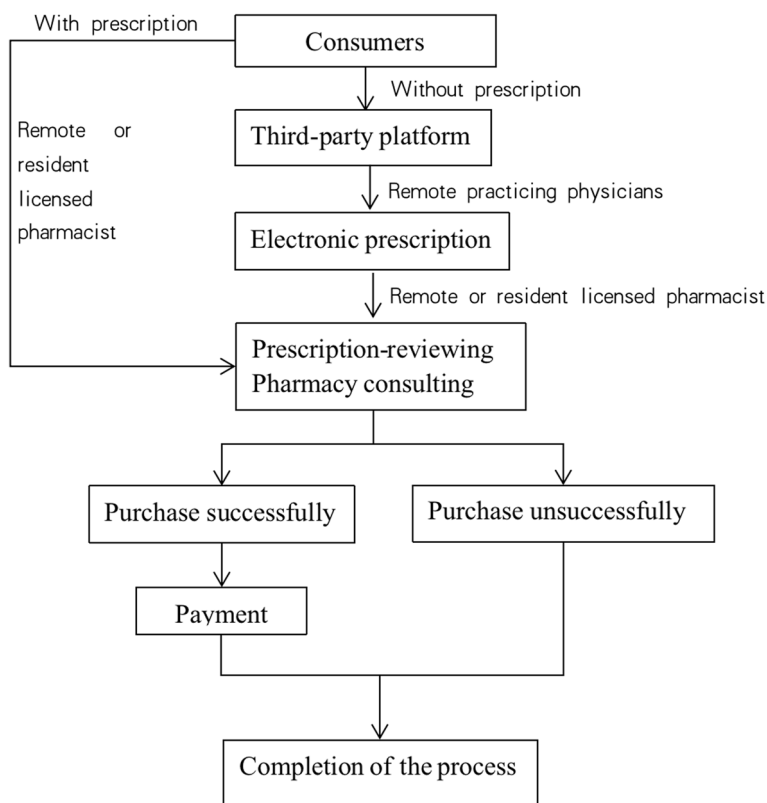 With prescription
Consumers
Without prescription
Third-party platform
Remote or
resident
licensed
pharmacist
Remote practicing physicians
Electronic prescription
Remote or resident licensed pharmacist
Prescription-reviewing
Pharmacy consulting
Purchase successfully
Purchase unsuccessfully
Payment
Completion of the process